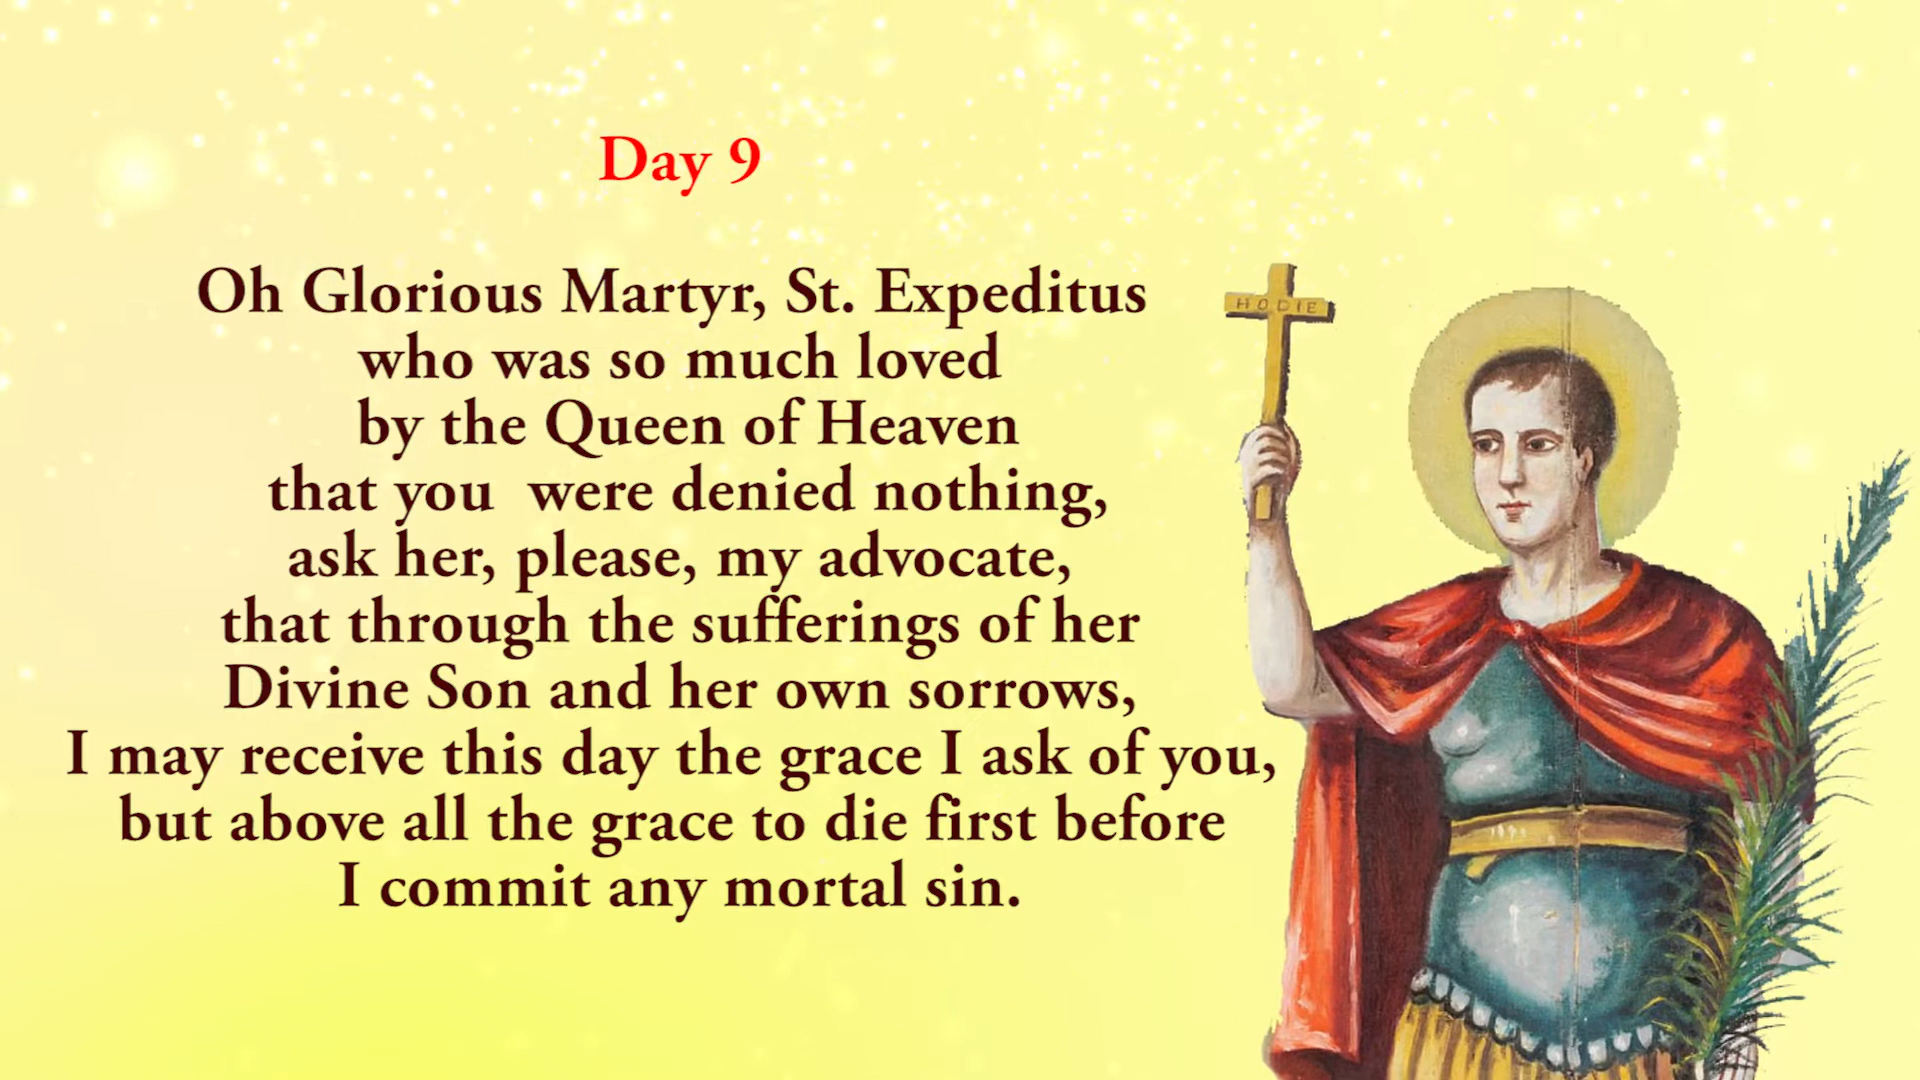 Day 9
Oh Glorious Martyr, St. Expeditus
who was so much loved
by the Queen of Heaven
that you  were denied nothing,
ask her, please, my advocate,
that through the sufferings of her
Divine Son and her own sorrows,
I may receive this day the grace I ask of you,
but above all the grace to die first before
I commit any mortal sin.
HODIE